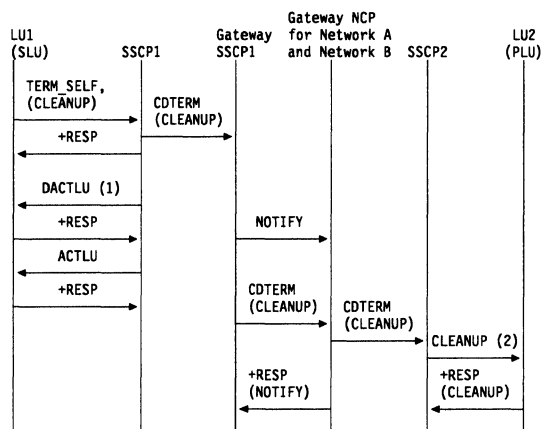 Gateway NCP
LU1 Gateway for Network A LU2
(SLU) SSCP1 SSCP1 and Network B SSCP2 (PLU)
TERM_SELF,
(CLEANUP) CDTERM
(CLEANUP)
+RESP
DACTLU (1)
+RESP NOTIFY
ACTLU
+RESP CDTERM
(CLEANUP) CDTERM
(CLEANUP) CLEANUP (2)
+RESP +RESP
(NOTIFY) (CLEANUP)